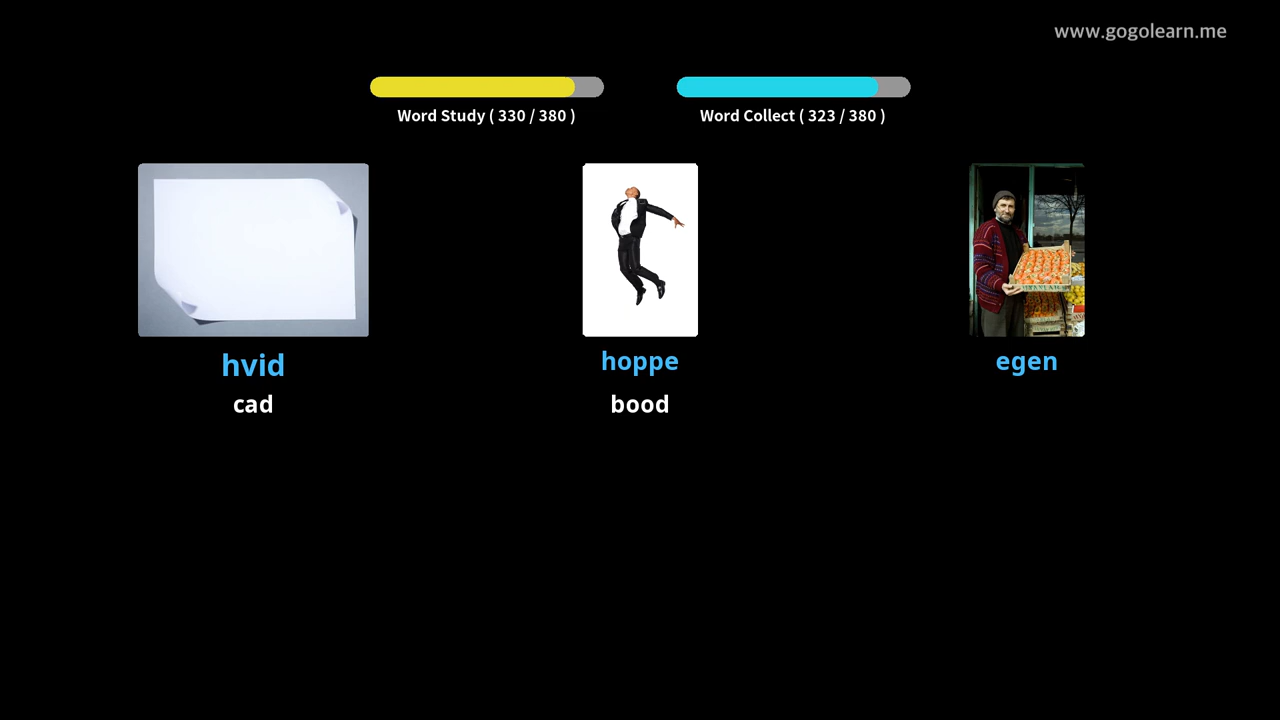 www.gogolearn.me
Word Study ( 330 / 380 )
Word Collect ( 323 / 380 )
hvid
hoppe
egen
cad
bood